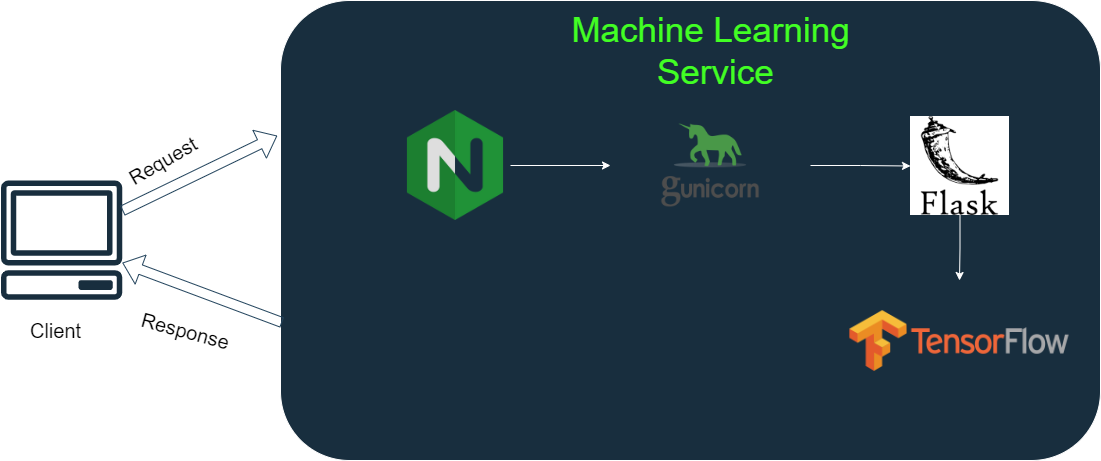 Machine Learning
Service
Request
N
gunicorn
Flask
Client
Response
TensorFlow